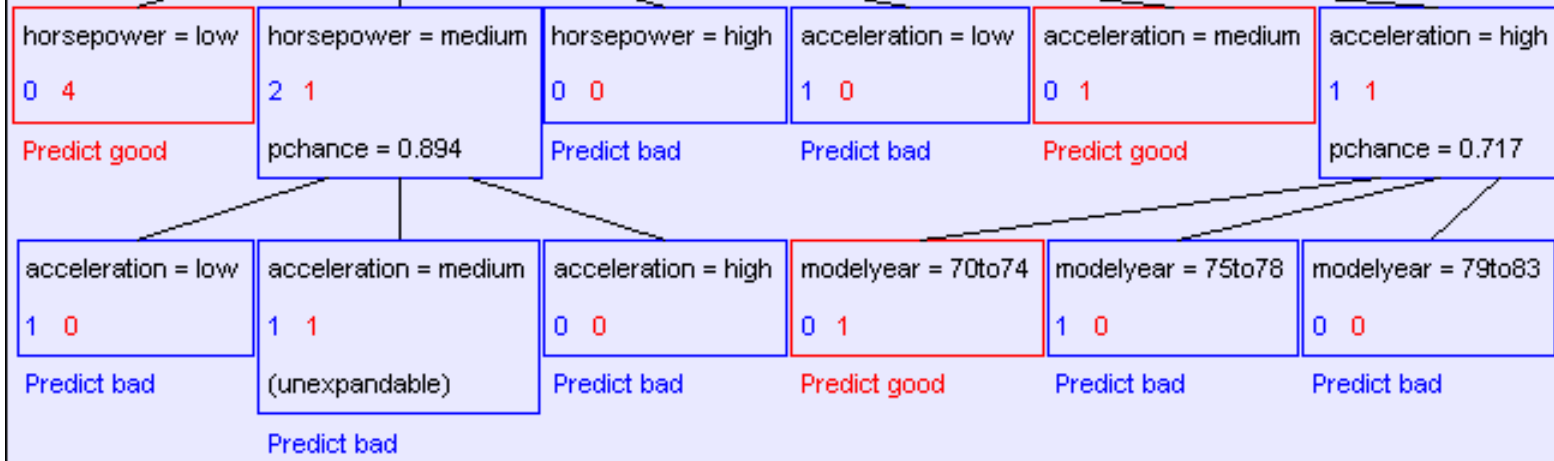 horsepower = low
0 4
Predict good
horsepower = medium
2 1
pchance = 0.894
horsepower = high
0 0
Predict bad
acceleration = low
1 0
Predict bad
acceleration = medium
0 1
Predict good
acceleration = high
1 1
pchance = 0.717
acceleration = low
1 0
Predict bad
acceleration = medium
1 1
(unexpandable)
Predict bad
acceleration = high
0 0
Predict bad
modelyear = 70to74
0 1
Predict good
modelyear = 75to78
1 0
Predict bad
modelyear = 79to83
0 0
Predict bad